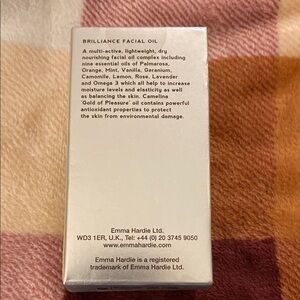 BRILLIANCE FACIAL OIL
A multi-active, lightweight, dry
nourishing facial oil complex including
nine essential oils of Palmarosa,
Orange, Mint, Vanilla, Geranium,
Camomile, Lemon, Rose, Lavender
and Omega 3 which all help to increase
moisture levels and elasticity as well
as balancing the skin. Camelina
'Gold of Pleasure' oil contains powerful
antioxidant properties to protect
the skin from environmental damage.
Emma Hardie Ltd.
WD3 1ER, U.K., Tel: +44 (0) 20 3745 9050
www.emmahardie.com
Emma Hardie is a registered
trademark of Emma Hardie Ltd.